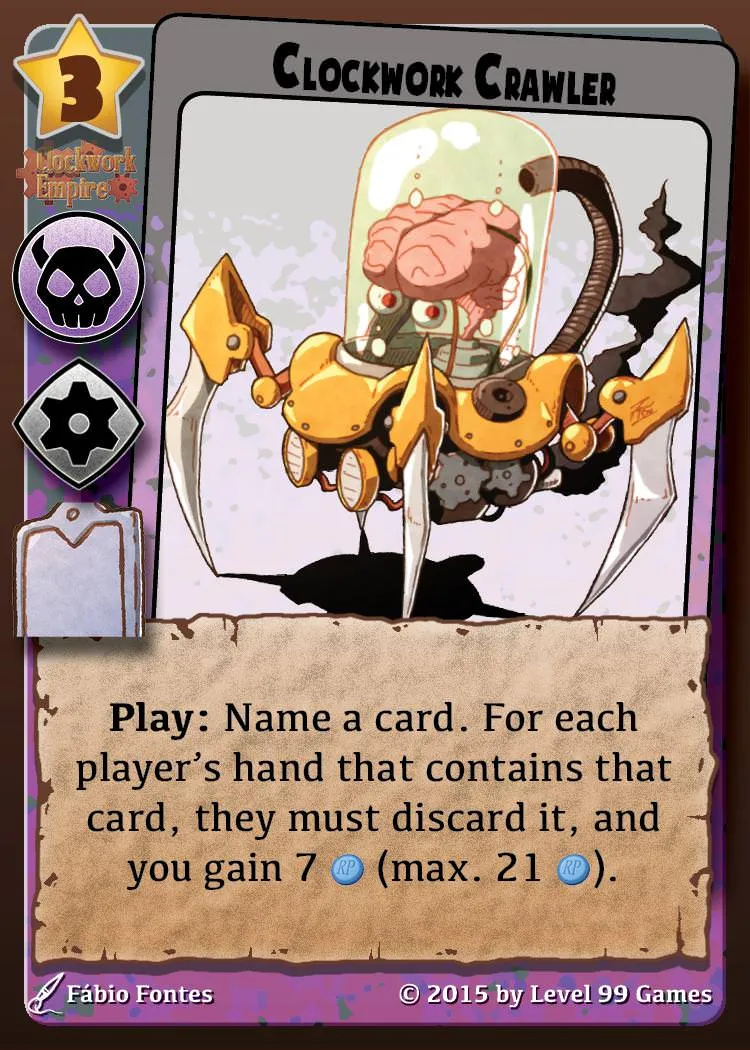 3
Clockwork Crawler
Clockwork
Empire
Play: Name a card. For each
player's hand that contains that
card, they must discard it, and
you gain 7 RP (max. 21 RP).
Fábio Fontes
© 2015 by Level 99 Games